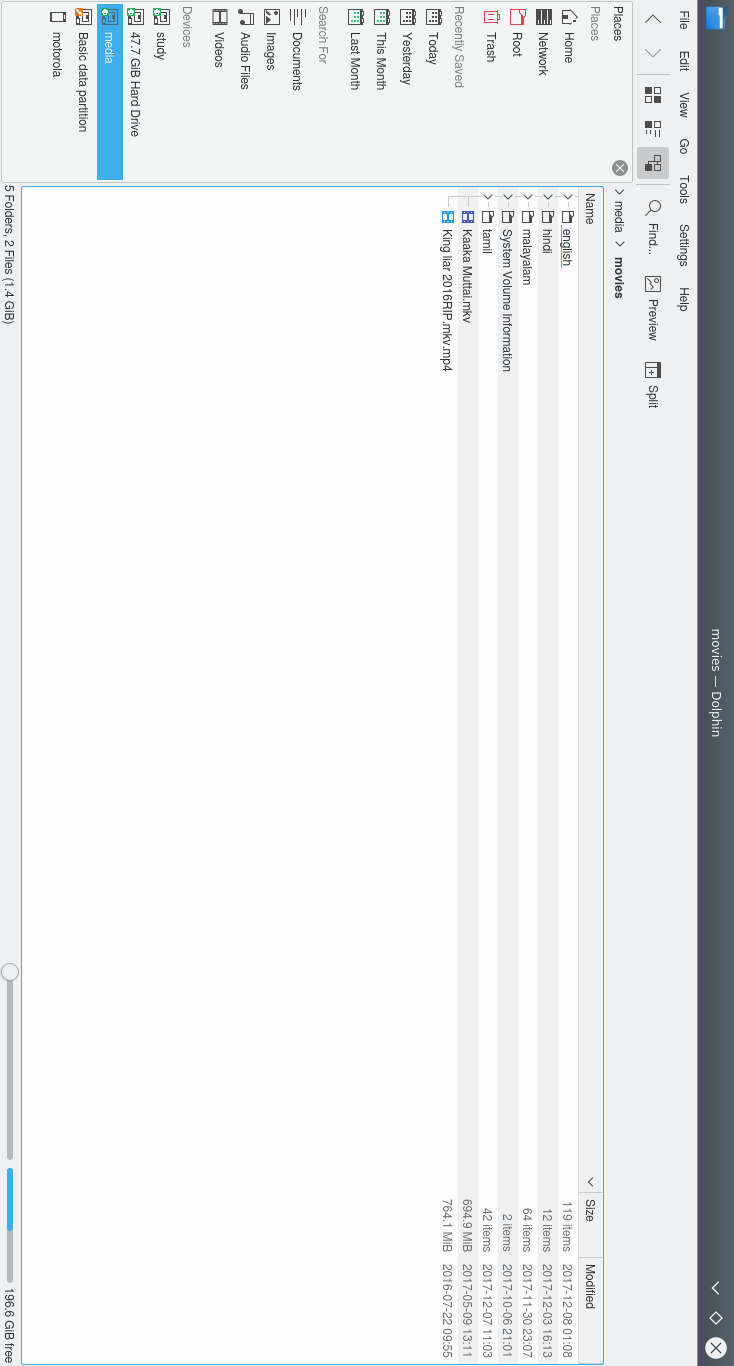 movies — Dolphin
File Edit View Go Tools Settings Help
Find... Preview Split
Places
Places
Home
Network
Root
Trash
Recently Saved
Today
Yesterday
This Month
Last Month
Search For
Documents
Images
Audio Files
Videos
Devices
study
47.7 GiB Hard Drive
media
Basic data partition
motorola
media movies
Name Size Modified
english 119 items 2017-12-08 01:08
hindi 12 items 2017-12-03 16:13
malayalam 64 items 2017-11-30 23:07
System Volume Information 2 items 2017-10-06 21:01
tamil 42 items 2017-12-07 11:03
Kaaka Muttai.mkv 694.9 MiB 2017-05-09 13:11
King liar 2016RIP.mkv.mp4 764.1 MiB 2016-07-22 09:55
5 Folders, 2 Files (1.4 GiB) 196.6 GiB free